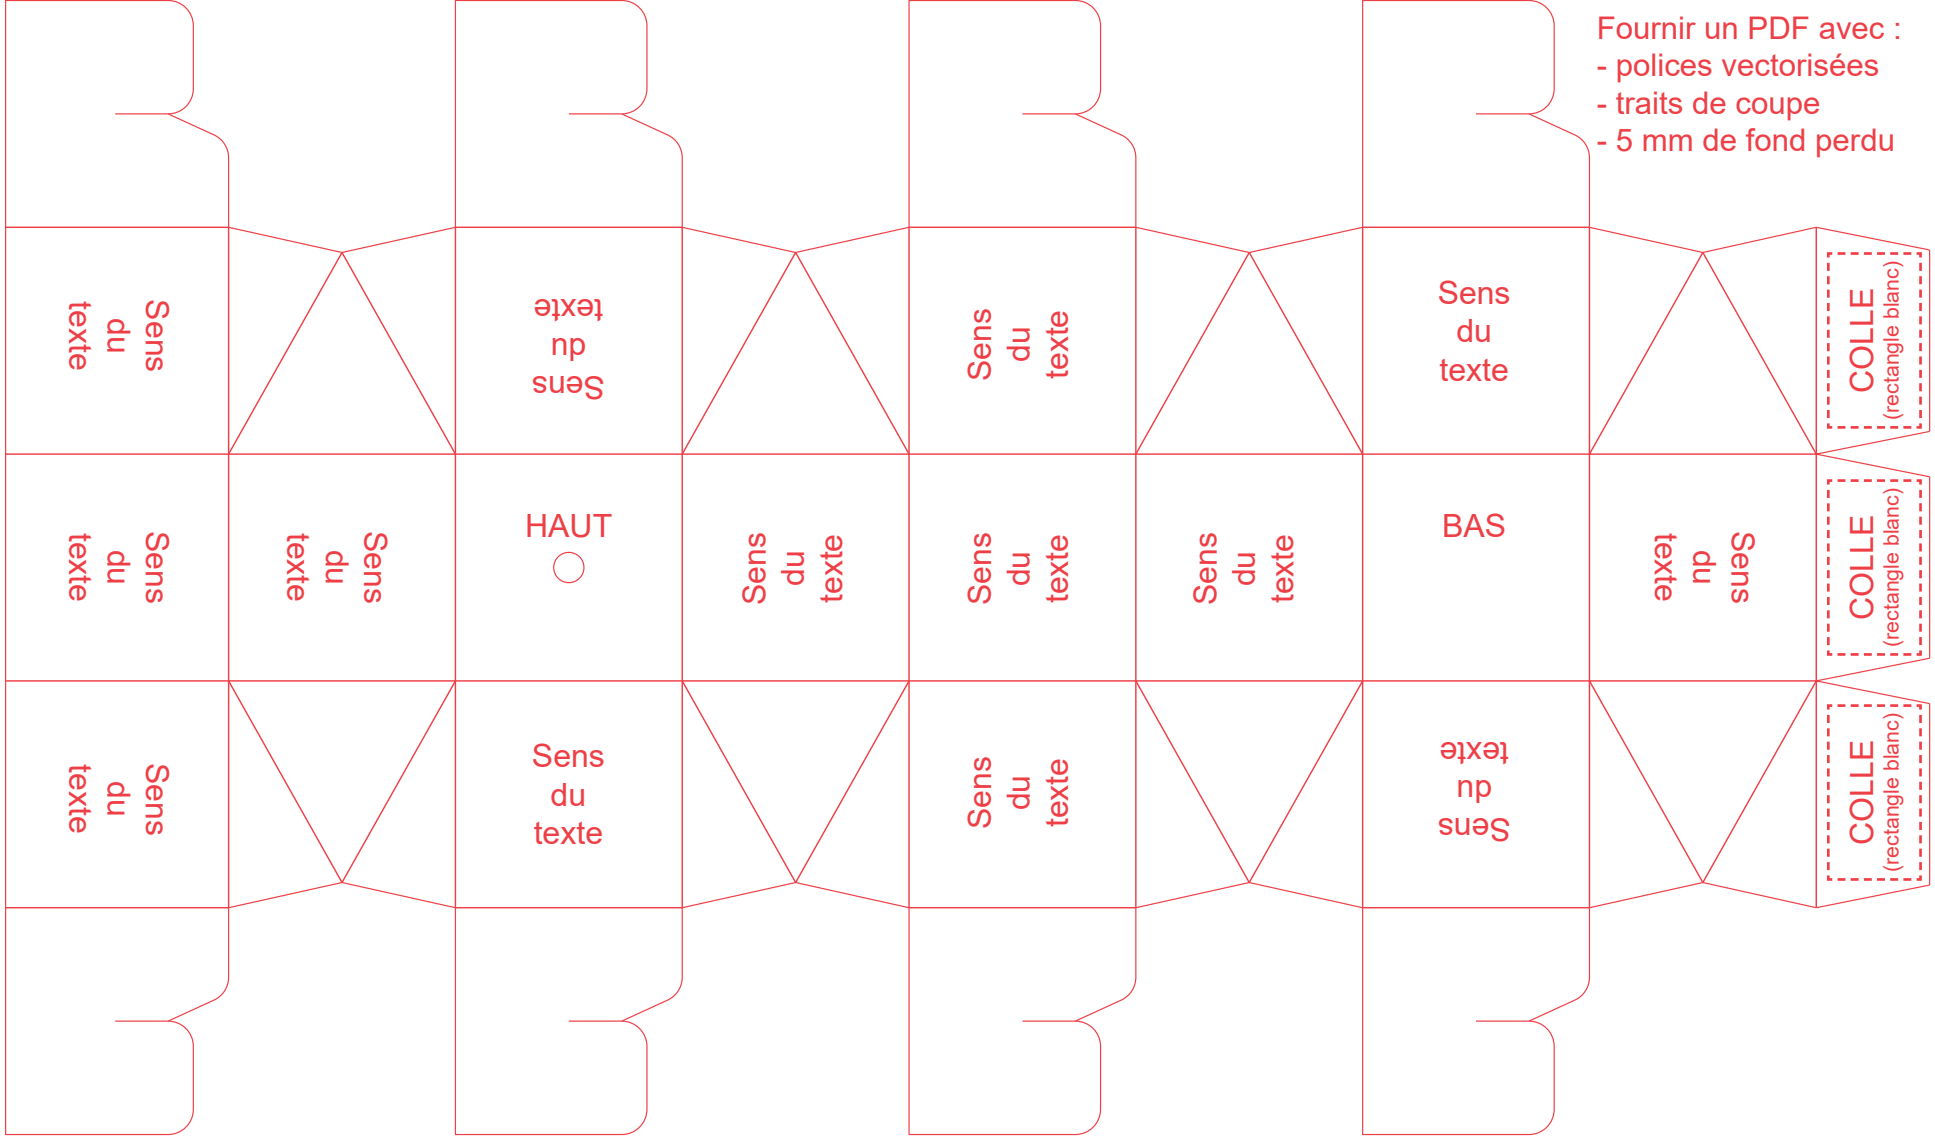 Fournir un PDF avec :
- polices vectorisées
- traits de coupe
- 5 mm de fond perdu
Sens
du
texte
Sens
du
texte
Sens
du
texte
Sens
du
texte
COLLE
(rectangle blanc)
Sens
du
texte
Sens
du
texte
HAUT
Sens
du
texte
Sens
du
texte
Sens
du
texte
BAS
Sens
du
texte
COLLE
(rectangle blanc)
Sens
du
texte
Sens
du
texte
Sens
du
texte
Sens
du
texte
COLLE
(rectangle blanc)